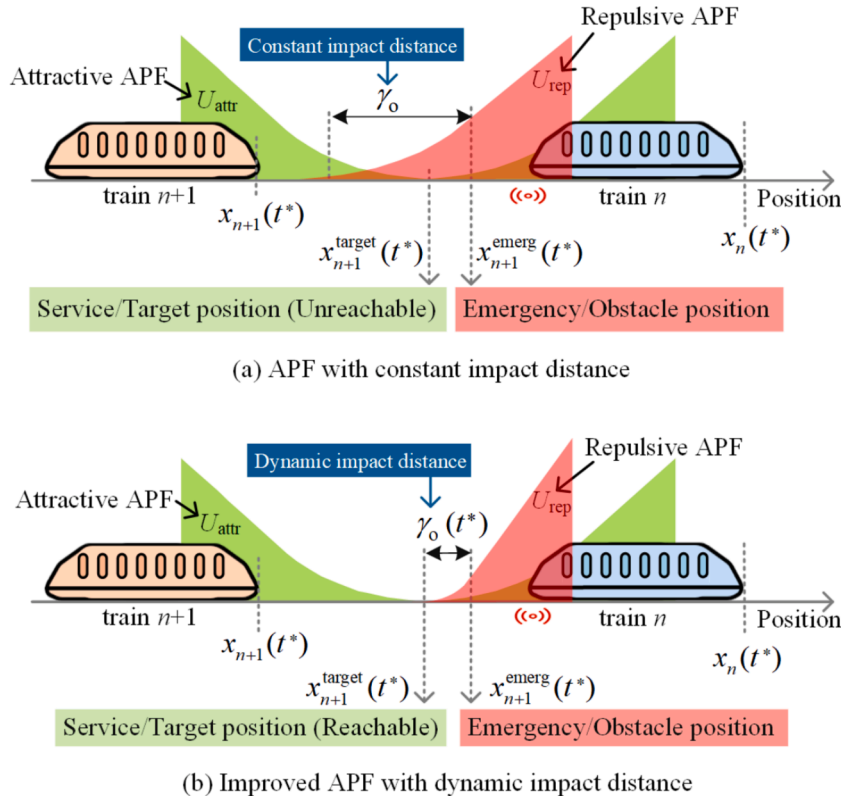 Constant impact distance
Repulsive APF
Attractive APF
U_attr
γ_o
U_rep
train n+1
train n
Position
x_{n+1}(t*)
x_n(t*)
x_{n+1}^{target}(t*)
x_{n+1}^{emerg}(t*)
Service/Target position (Unreachable)
Emergency/Obstacle position
(a) APF with constant impact distance
Dynamic impact distance
Repulsive APF
Attractive APF
U_attr
γ_o(t*)
U_rep
train n+1
train n
Position
x_{n+1}(t*)
x_n(t*)
x_{n+1}^{target}(t*)
x_{n+1}^{emerg}(t*)
Service/Target position (Reachable)
Emergency/Obstacle position
(b) Improved APF with dynamic impact distance